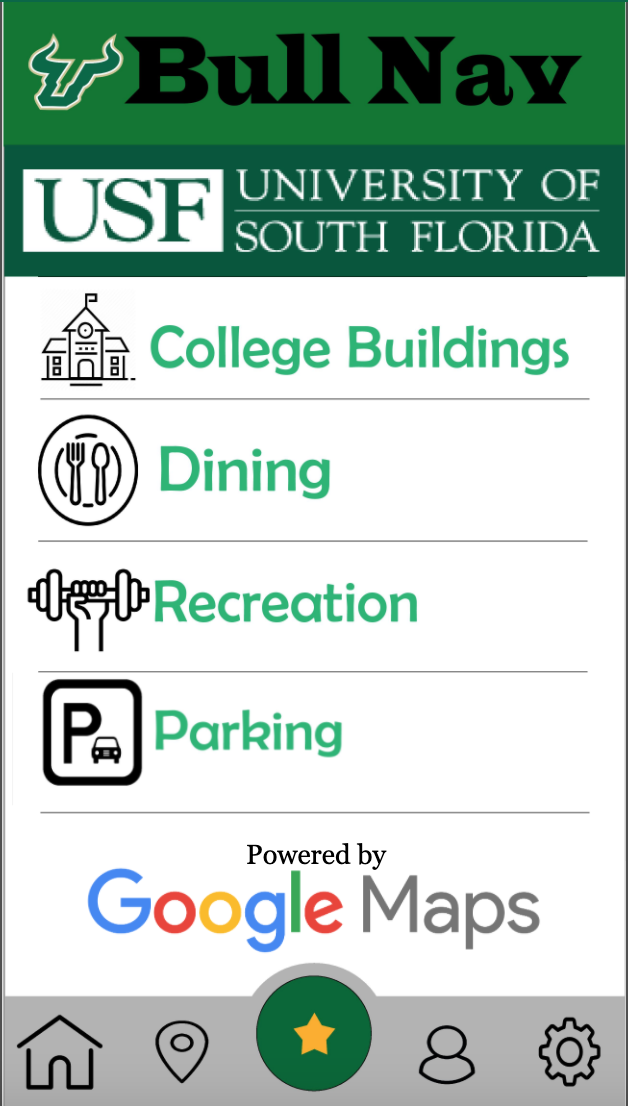 Bull Nav
USF UNIVERSITY OF
SOUTH FLORIDA
College Buildings
Dining
Recreation
P Parking
Powered by
Google Maps